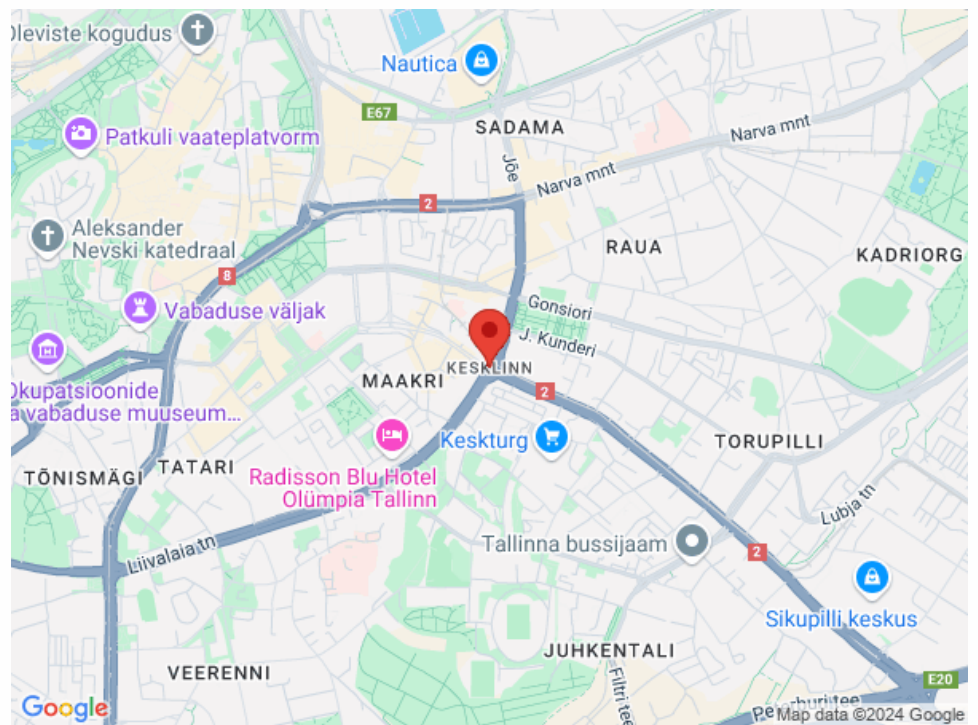 Oleviste kogudus
Nautica
E67
SADAMA
Patkuli vaateplatvorm
Narva mnt
Jõe
Narva mnt
2
Aleksander
Nevski katedraal
RAUA
KADRIORG
8
Vabaduse väljak
Gonsiori
J. Kunderi
KESKLINN
MAAKRI
2
Okupatsioonide
a vabaduse muuseum...
Keskturg
TORUPILLI
TATARI
TÕNISMÄGI
Radisson Blu Hotel
Olümpia Tallinn
Lubja tn
Liivalaia tn
Tallinna bussijaam
2
Sikupilli keskus
JUHKENTALI
VEERENNI
Filtri tee
E20
Google
Map data ©2024 Google